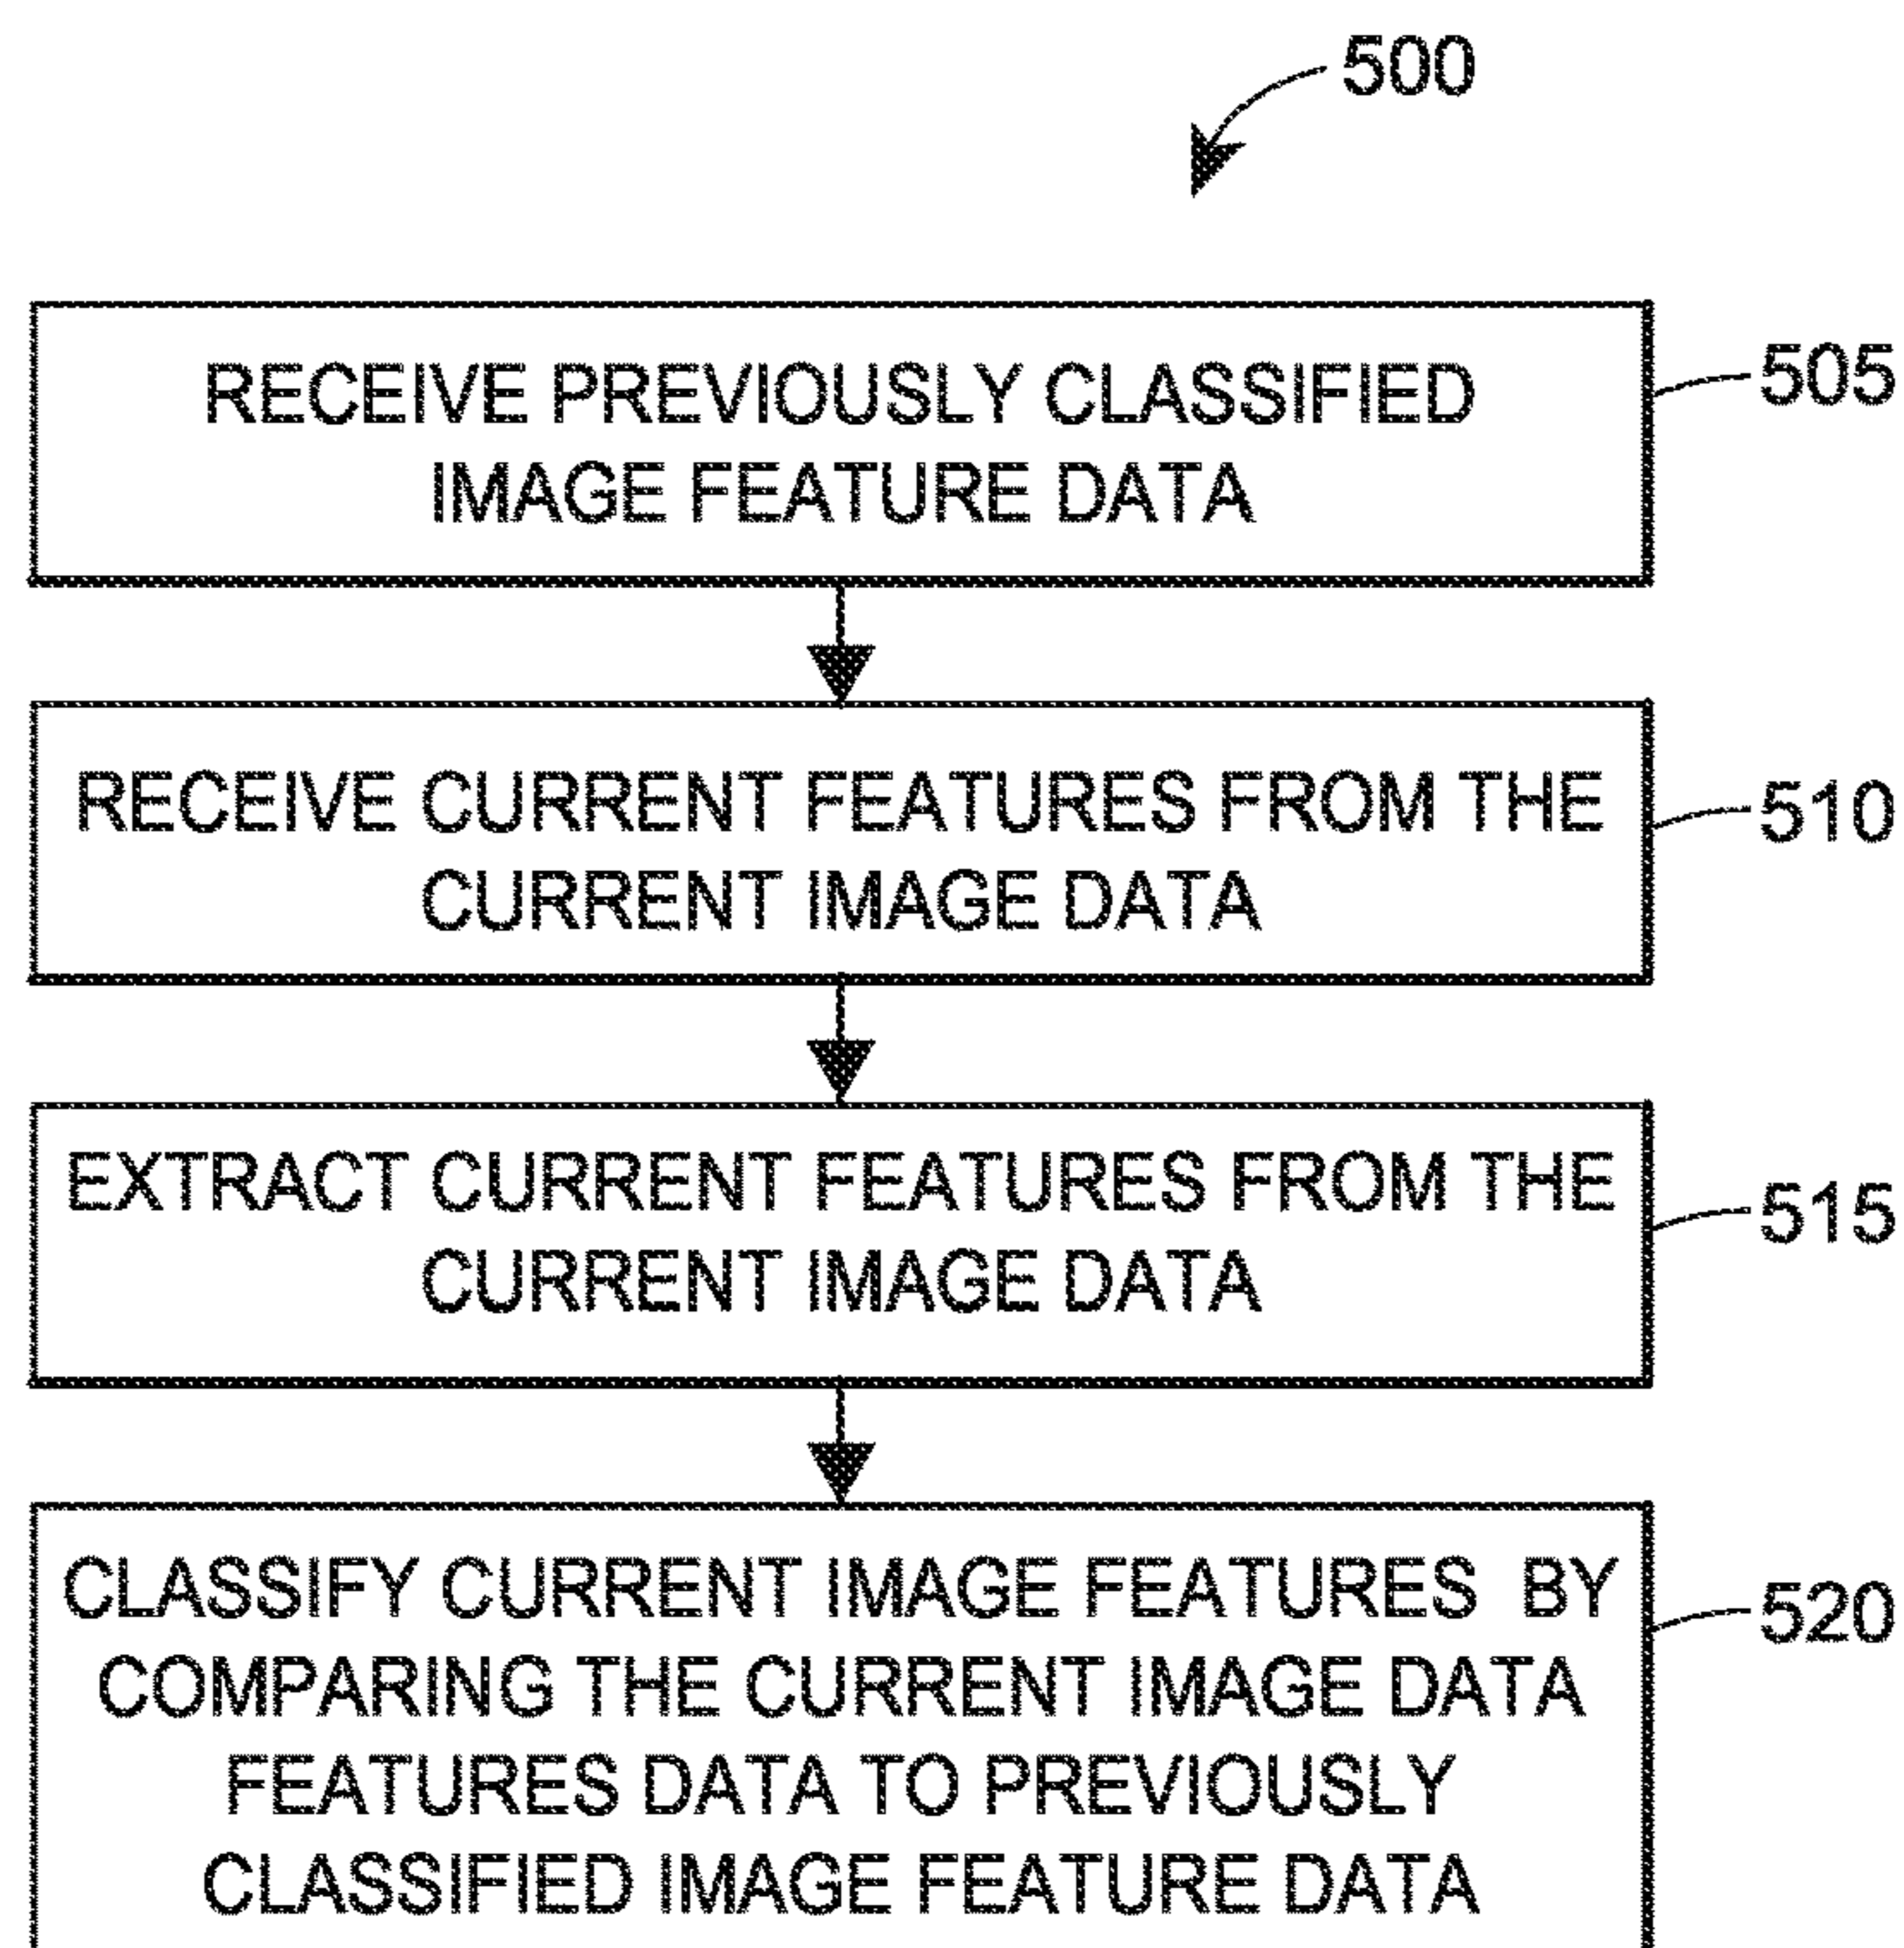 500
RECEIVE PREVIOUSLY CLASSIFIED
IMAGE FEATURE DATA
505
RECEIVE CURRENT FEATURES FROM THE
CURRENT IMAGE DATA
510
EXTRACT CURRENT FEATURES FROM THE
CURRENT IMAGE DATA
515
CLASSIFY CURRENT IMAGE FEATURES BY
COMPARING THE CURRENT IMAGE DATA
FEATURES DATA TO PREVIOUSLY
CLASSIFIED IMAGE FEATURE DATA
520